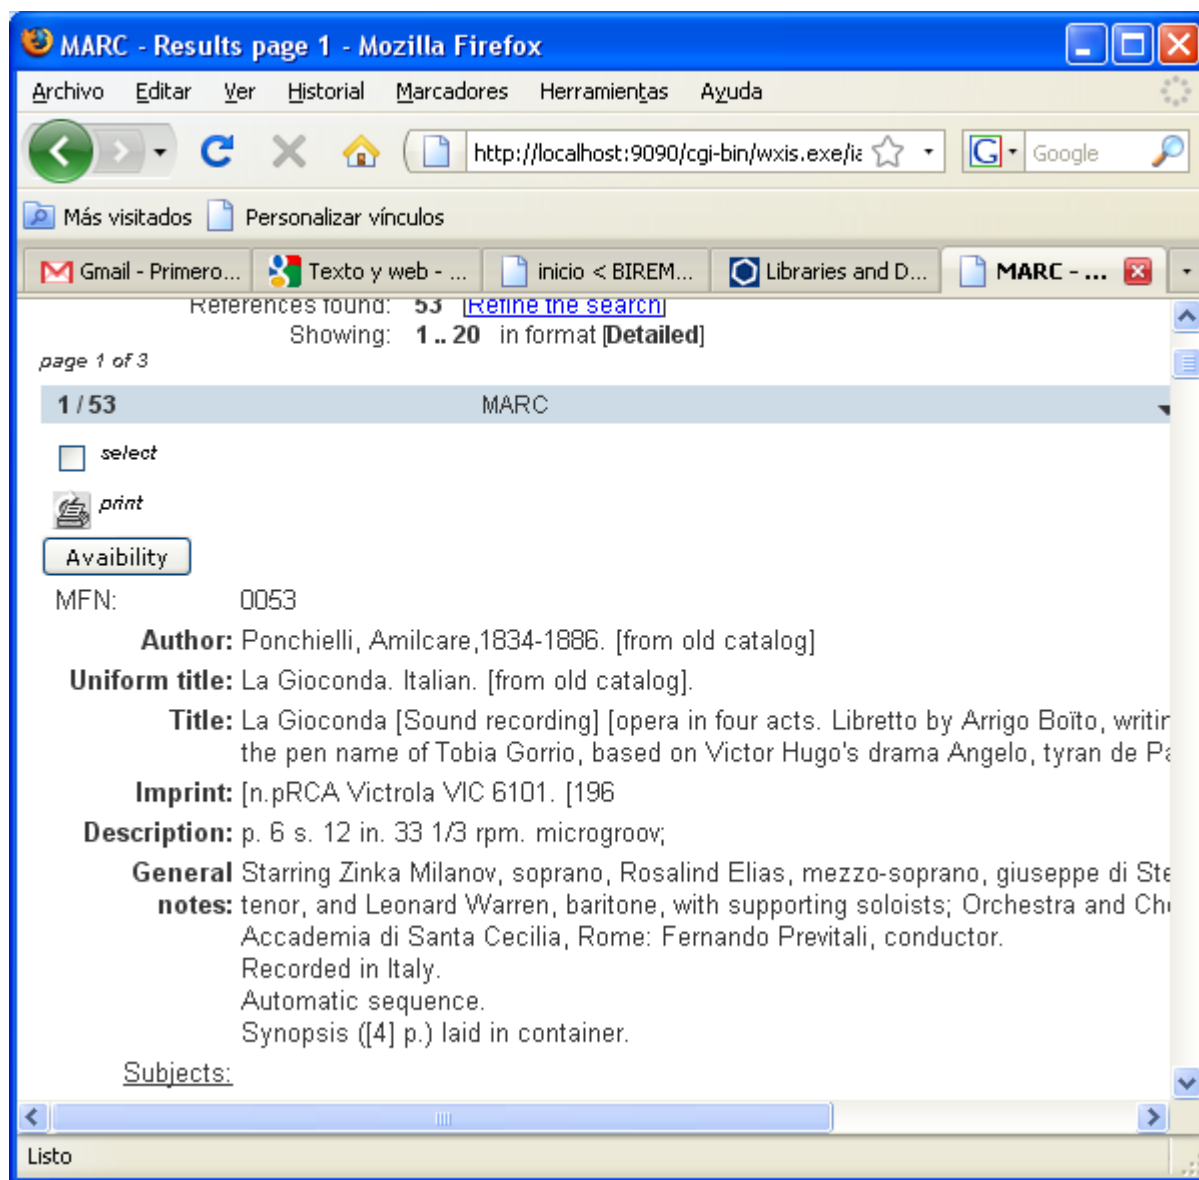 MARC - Results page 1 - Mozilla Firefox
Archivo Editar Ver Historial Marcadores Herramientas Ayuda
http://localhost:9090/cgi-bin/wxis.exe/ia Google
Más visitados Personalizar vínculos
Gmail - Primero... Texto y web - ... inicio < BIREM... Libraries and D... MARC - ...
References found: 53 [Refine the search]
Showing: 1 .. 20 in format [Detailed]
page 1 of 3
1 / 53 MARC
select
print
Avaibility
MFN: 0053
Author: Ponchielli, Amilcare,1834-1886. [from old catalog]
Uniform title: La Gioconda. Italian. [from old catalog].
Title: La Gioconda [Sound recording] [opera in four acts. Libretto by Arrigo Boïto, writin
the pen name of Tobia Gorrio, based on Victor Hugo's drama Angelo, tyran de Pa
Imprint: [n.pRCA Victrola VIC 6101. [196
Description: p. 6 s. 12 in. 33 1/3 rpm. microgroov;
General Starring Zinka Milanov, soprano, Rosalind Elias, mezzo-soprano, giuseppe di Ste
notes: tenor, and Leonard Warren, baritone, with supporting soloists; Orchestra and Cho
Accademia di Santa Cecilia, Rome: Fernando Previtali, conductor.
Recorded in Italy.
Automatic sequence.
Synopsis ([4] p.) laid in container.
Subjects:
Listo